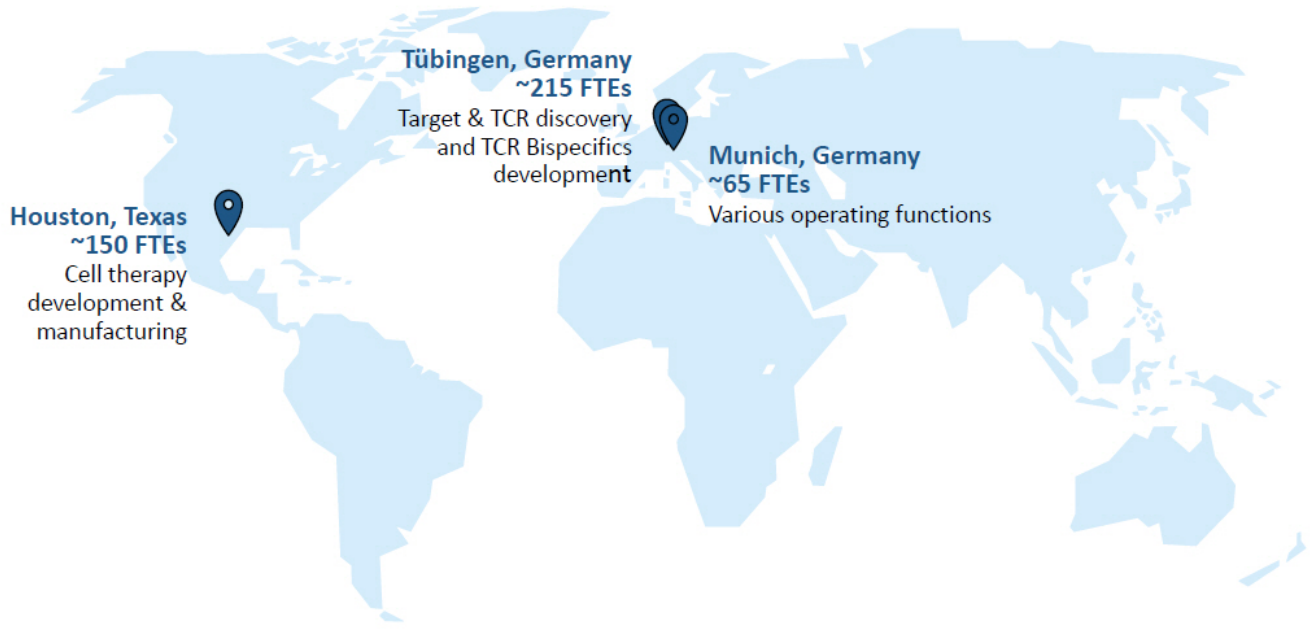 Tübingen, Germany
~215 FTEs
Target & TCR discovery
and TCR Bispecifics
development
Munich, Germany
~65 FTEs
Various operating functions
Houston, Texas
~150 FTEs
Cell therapy
development &
manufacturing